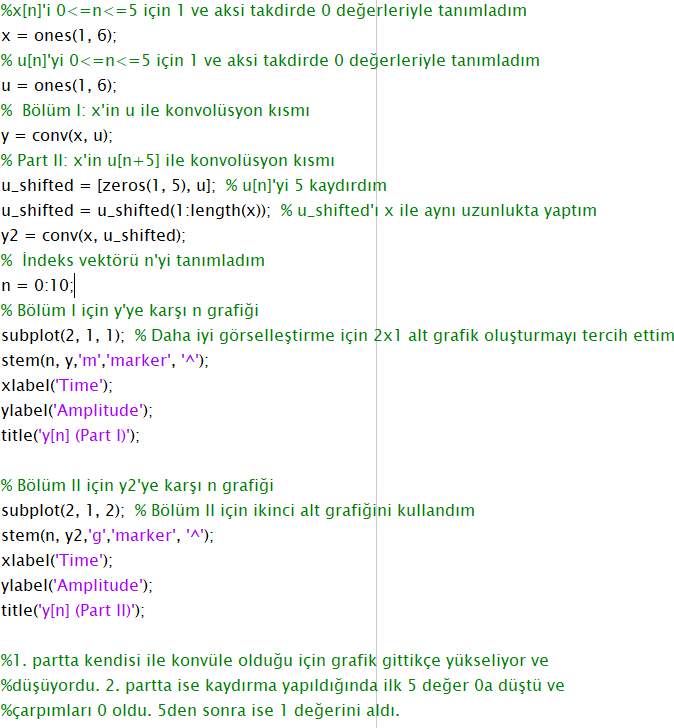 %x[n]'i 0<=n<=5 için 1 ve aksi takdirde 0 değerleriyle tanımladım
x = ones(1, 6);
% u[n]'yi 0<=n<=5 için 1 ve aksi takdirde 0 değerleriyle tanımladım
u = ones(1, 6);
%  Bölüm I: x'in u ile konvolüsyon kısmı
y = conv(x, u);
% Part II: x'in u[n+5] ile konvolüsyon kısmı
u_shifted = [zeros(1, 5), u];  % u[n]'yi 5 kaydırdım
u_shifted = u_shifted(1:length(x));  % u_shifted'ı x ile aynı uzunlukta yaptım
y2 = conv(x, u_shifted);
%  İndeks vektörü n'yi tanımladım
n = 0:10;
% Bölüm I için y'ye karşı n grafiği
subplot(2, 1, 1);  % Daha iyi görselleştirme için 2x1 alt grafik oluşturmayı tercih ettim
stem(n, y,'m','marker', '^');
xlabel('Time');
ylabel('Amplitude');
title('y[n] (Part I)');

% Bölüm II için y2'ye karşı n grafiği
subplot(2, 1, 2);  % Bölüm II için ikinci alt grafiğini kullandım
stem(n, y2,'g','marker', '^');
xlabel('Time');
ylabel('Amplitude');
title('y[n] (Part II)');

%1. partta kendisi ile konvüle olduğu için grafik gittikçe yükseliyor ve
%düşüyordu. 2. partta ise kaydırma yapıldığında ilk 5 değer 0a düştü ve
%çarpımları 0 oldu. 5den sonra ise 1 değerini aldı.